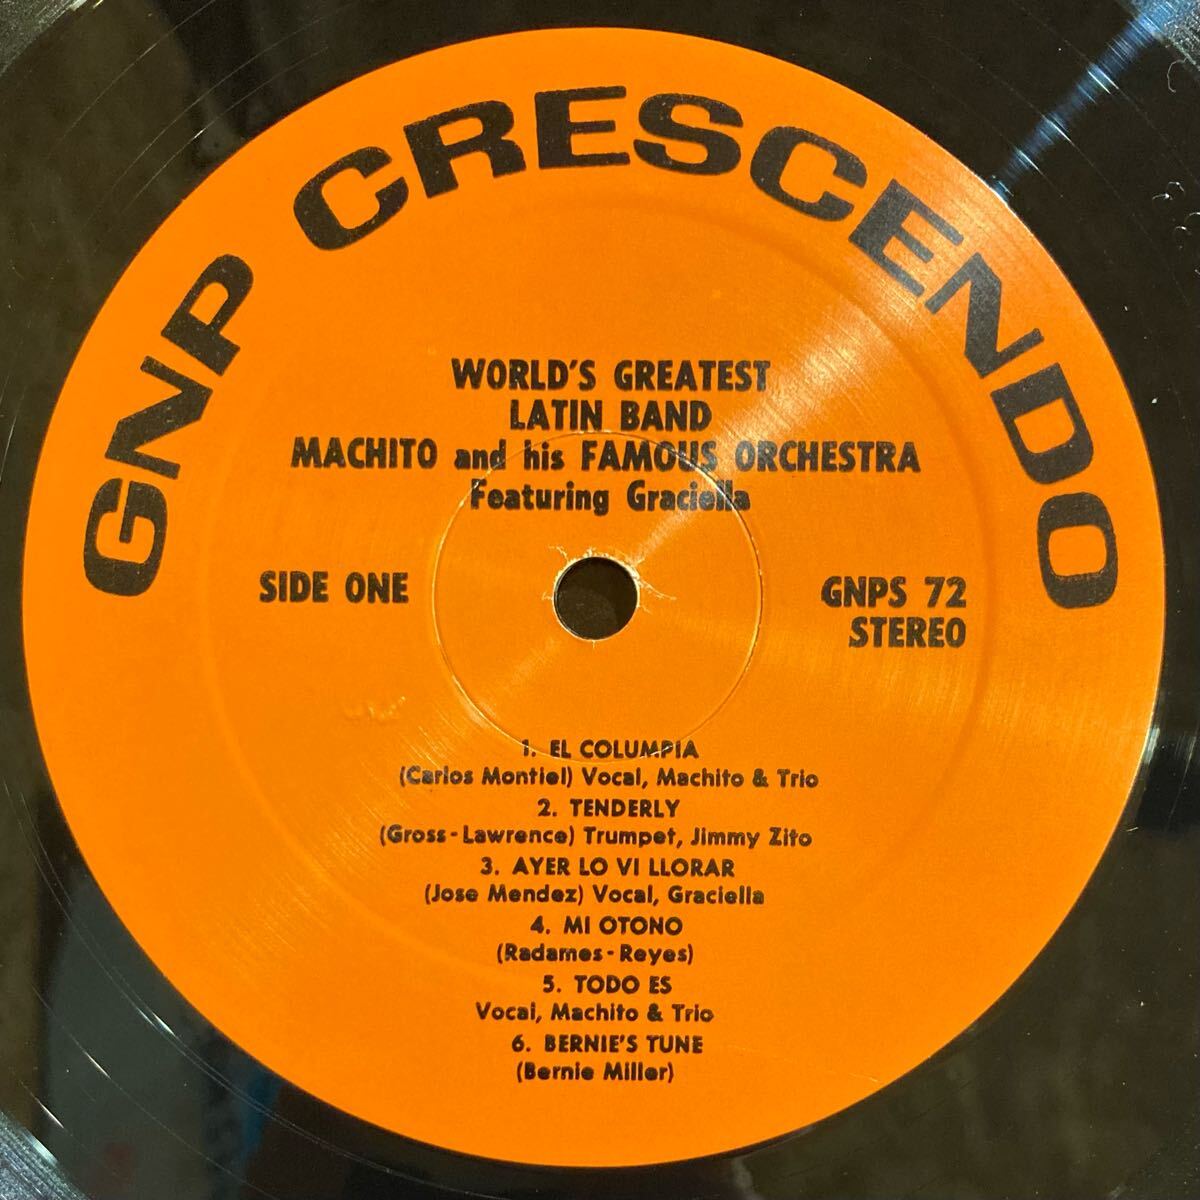 GNP CRESCENDO
WORLD'S GREATEST
LATIN BAND
MACHITO and his FAMOUS ORCHESTRA
Featuring Graciella
SIDE ONE
GNPS 72
STEREO
1. EL COLUMPIA
(Carlos Montiel) Vocal, Machito & Trio
2. TENDERLY
(Gross-Lawrence) Trumpet, Jimmy Zito
3. AYER LO VI LLORAR
(Jose Mendez) Vocal, Graciella
4. MI OTONO
(Radames-Reyes)
5. TODO ES
Vocal, Machito & Trio
6. BERNIE'S TUNE
(Bernie Miller)